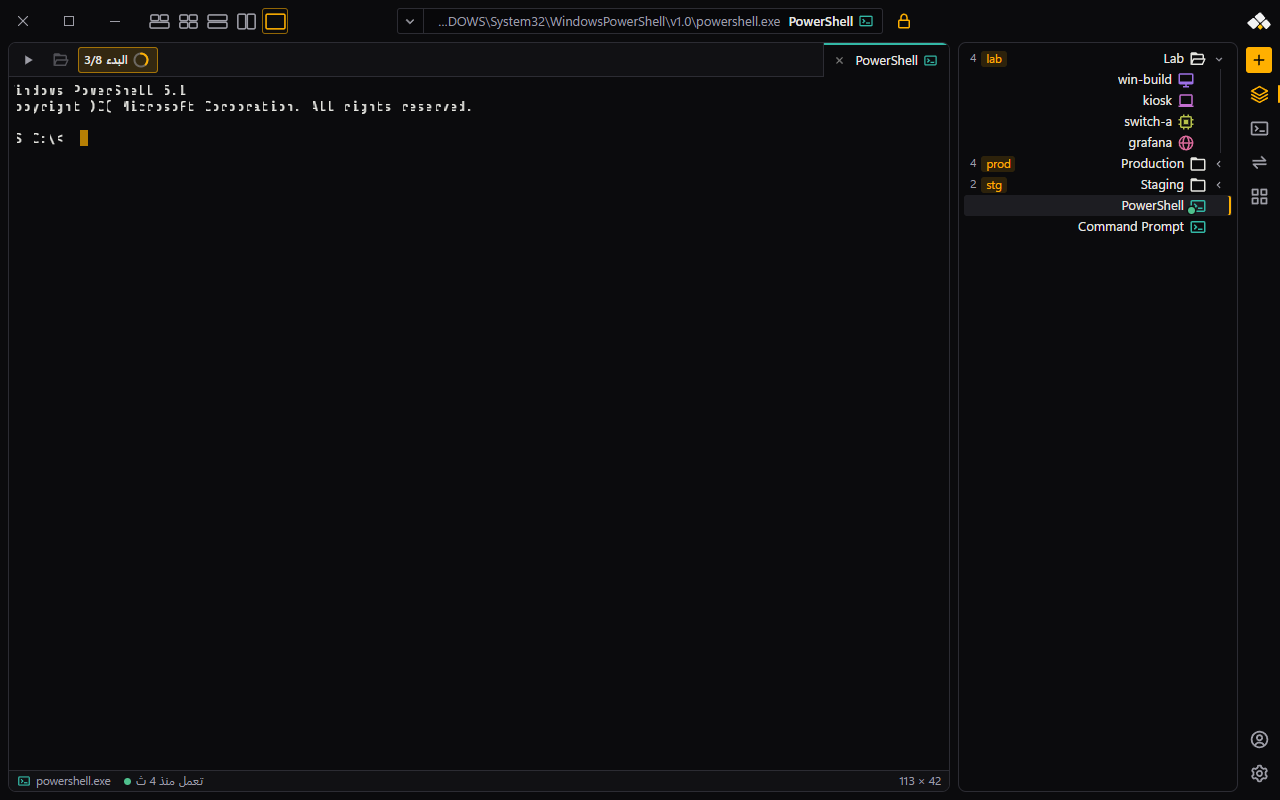 ...DOWS\System32\WindowsPowerShell\v1.0\powershell.exe PowerShell
البدء 3/8
PowerShell
indows PowerShell 5.1
opyright Microsoft Corporation. All rights reserved.
S C:\<
powershell.exe
تعمل منذ 4 ث
113 × 42
Lab lab 4
win-build
kiosk
switch-a
grafana
Production prod 4
Staging stg 2
PowerShell
Command Prompt